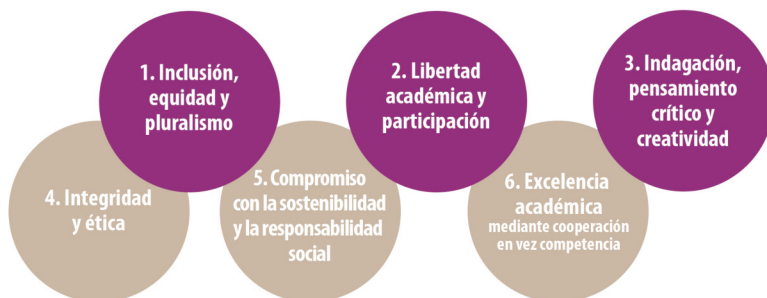 1. Inclusión,
equidad y
pluralismo
2. Libertad
académica y
participación
3. Indagación,
pensamiento
crítico y
creatividad
4. Integridad
y ética
5. Compromiso
con la sostenibilidad
y la responsabilidad
social
6. Excelencia
académica
mediante cooperación
en vez competencia